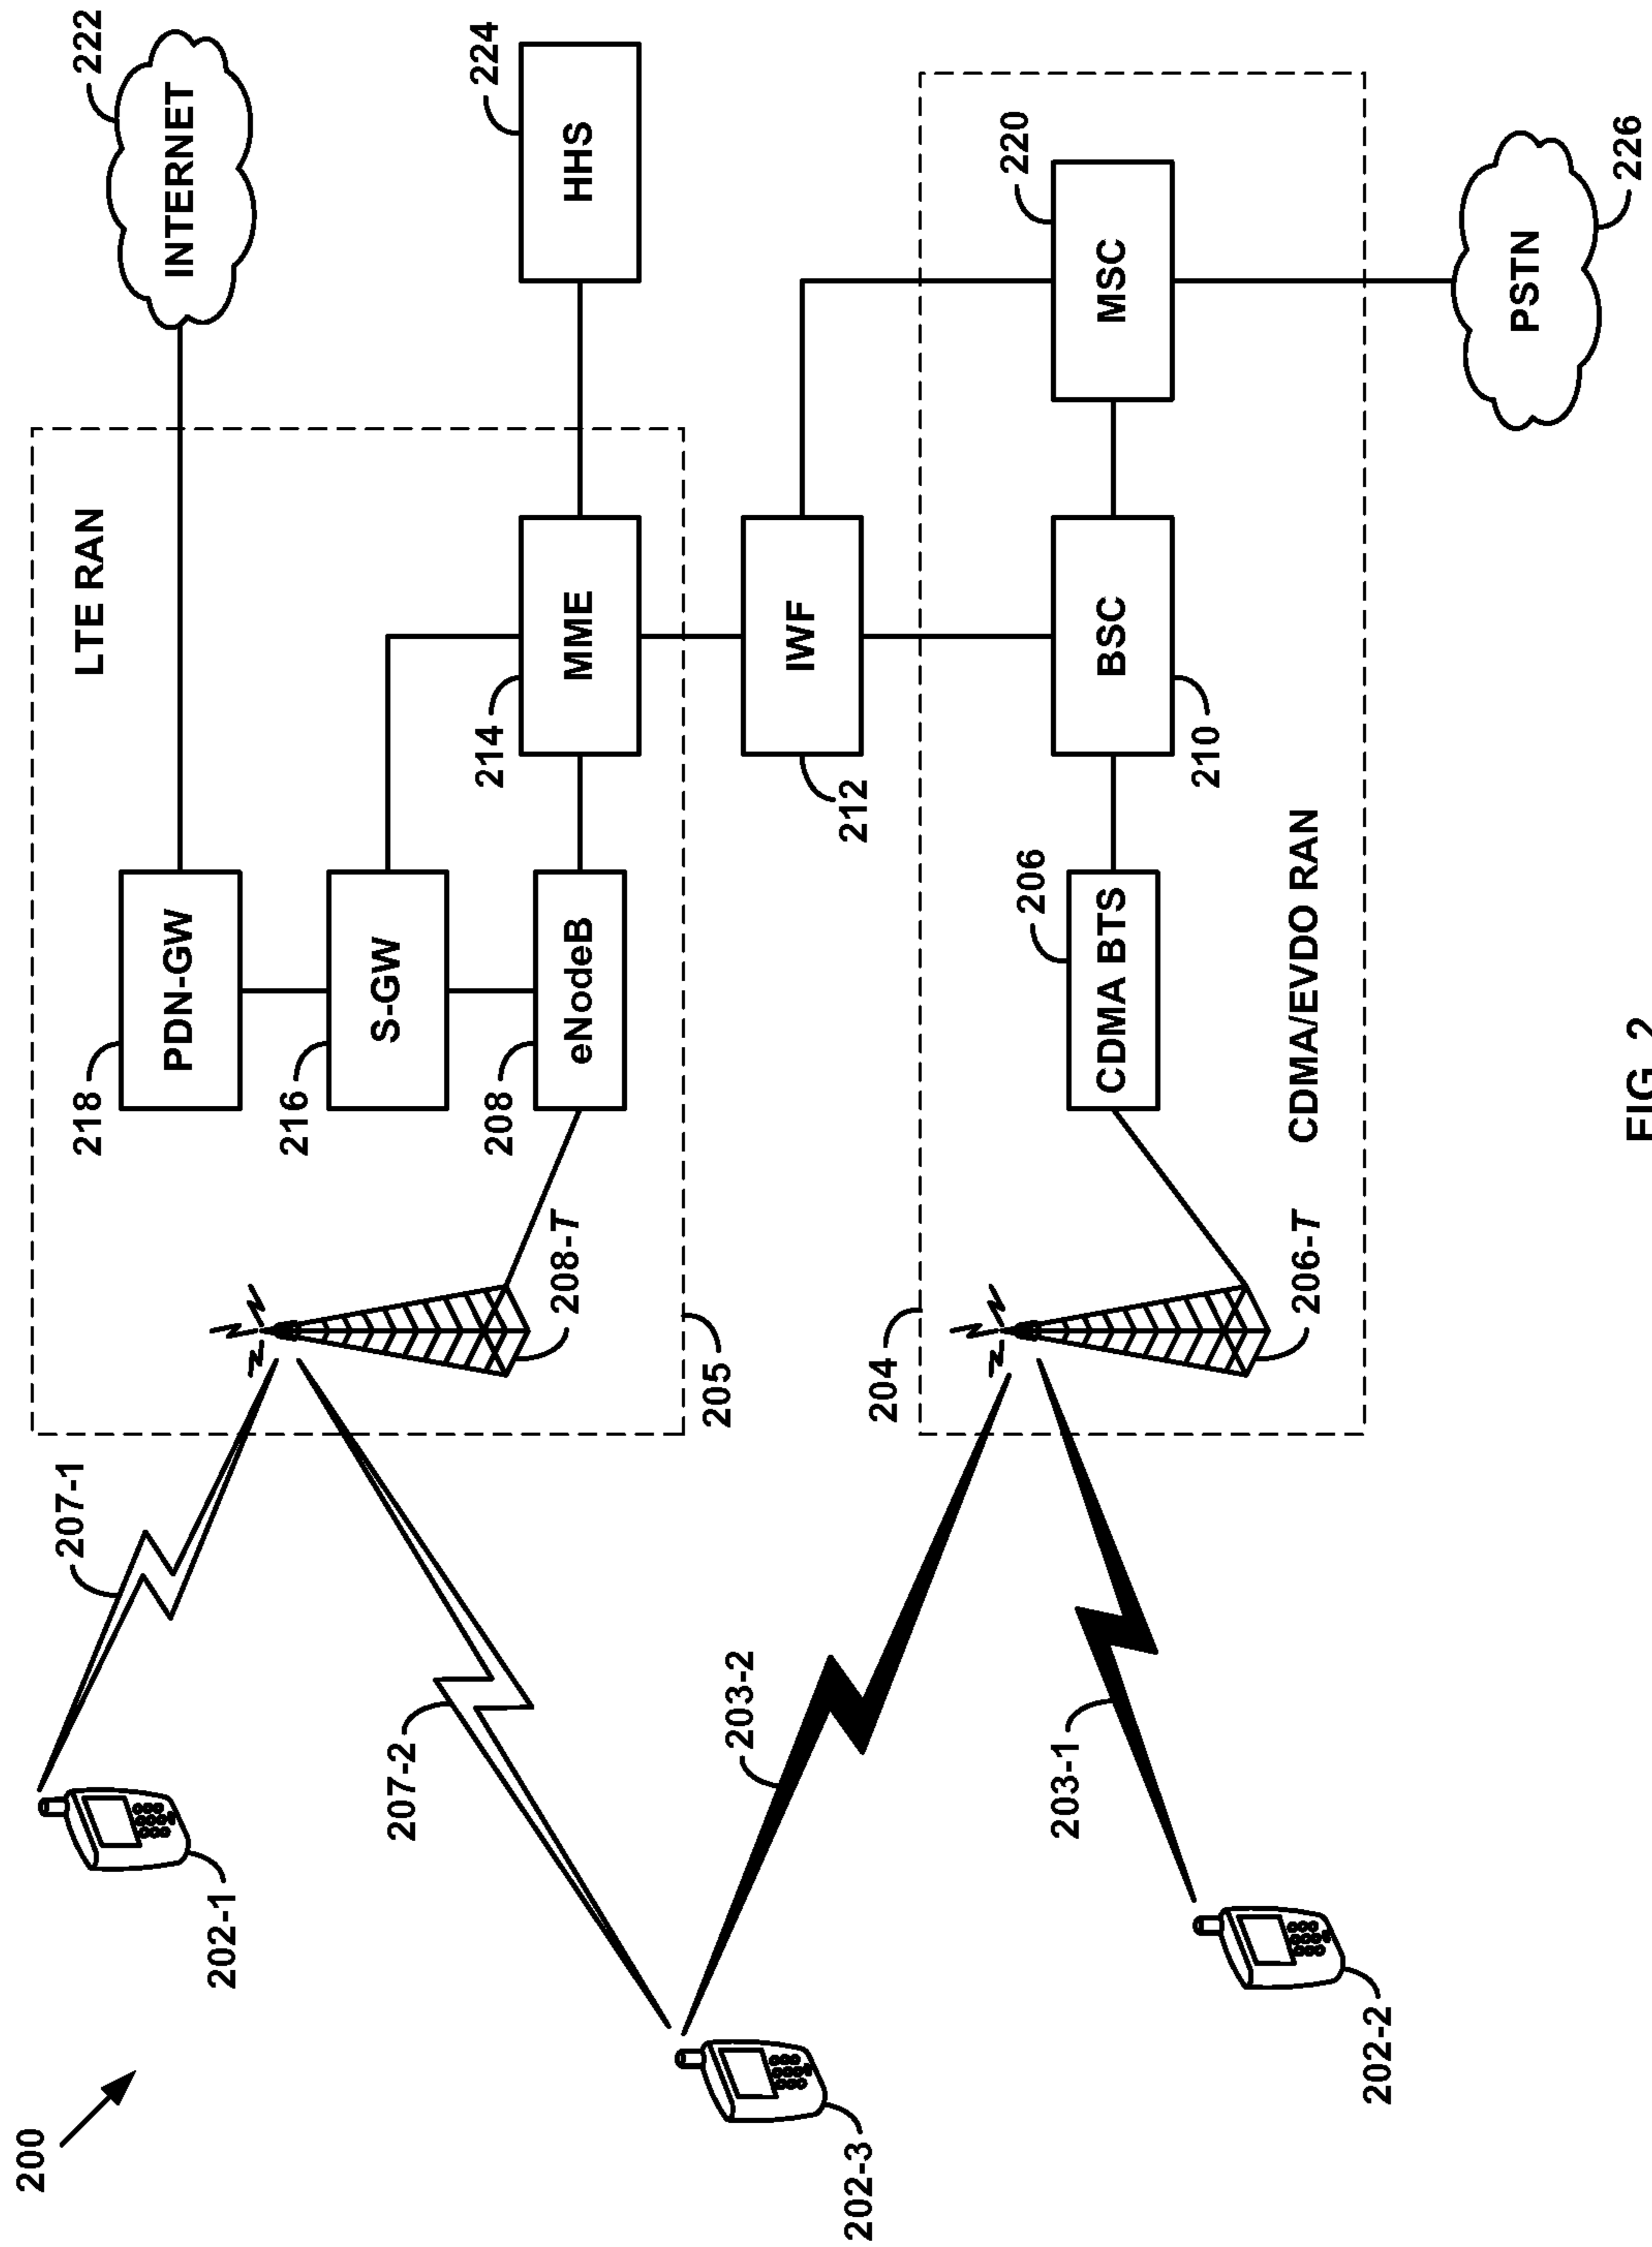 200
202-1
207-1
LTE RAN
218
PDN-GW
INTERNET
222
216
S-GW
207-2
208
eNodeB
214
MME
224
HHS
208-T
205
202-3
203-2
212
IWF
204
206
CDMA BTS
BSC
210
220
MSC
203-1
206-T
CDMA/EVDO RAN
202-2
PSTN
226
FIG. 2